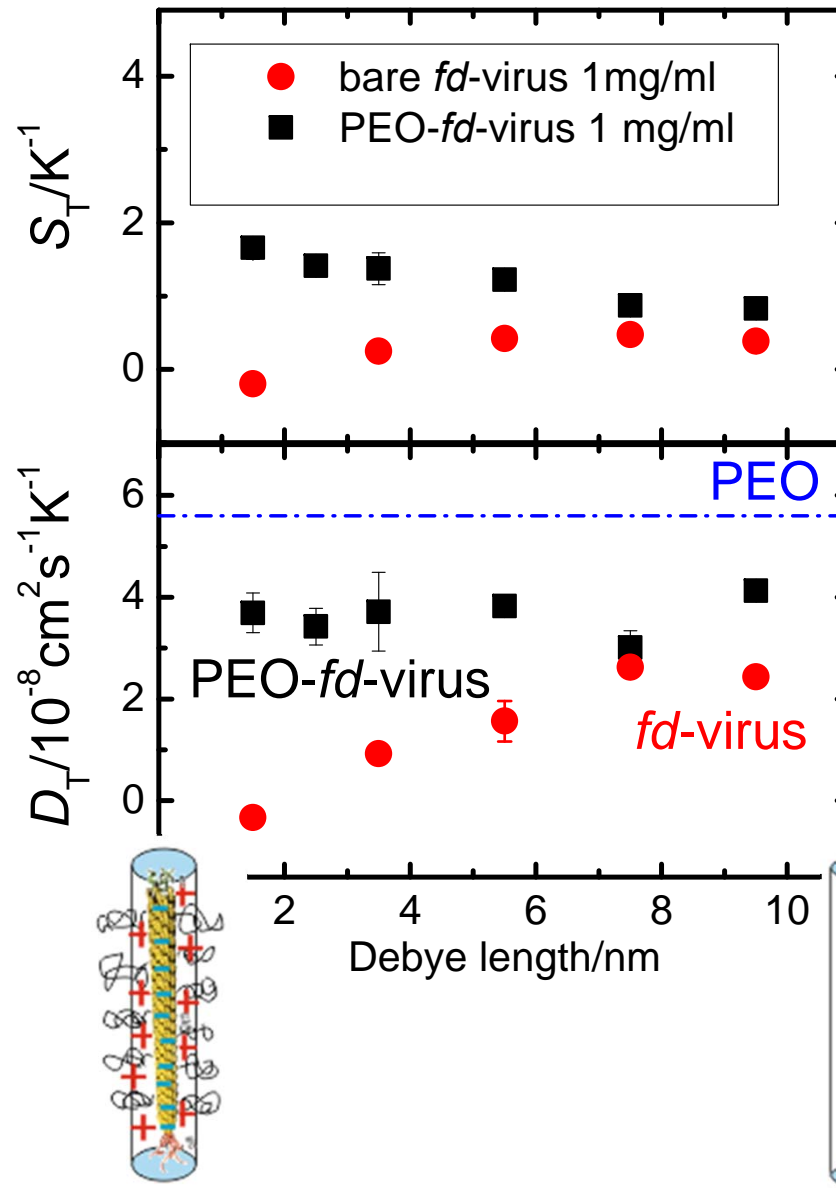 bare fd-virus 1mg/ml
PEO-fd-virus 1 mg/ml
S_T/K^-1
4
2
0
PEO
PEO-fd-virus
fd-virus
D_T/10^-8cm^2s^-1K^-1
6
4
2
0
2 4 6 8 10
Debye length/nm